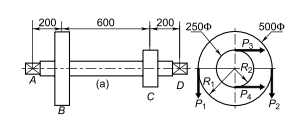 200 600 200
250Φ 500Φ
P3
R1 R2
A (a) D
C P4
B P1 P2